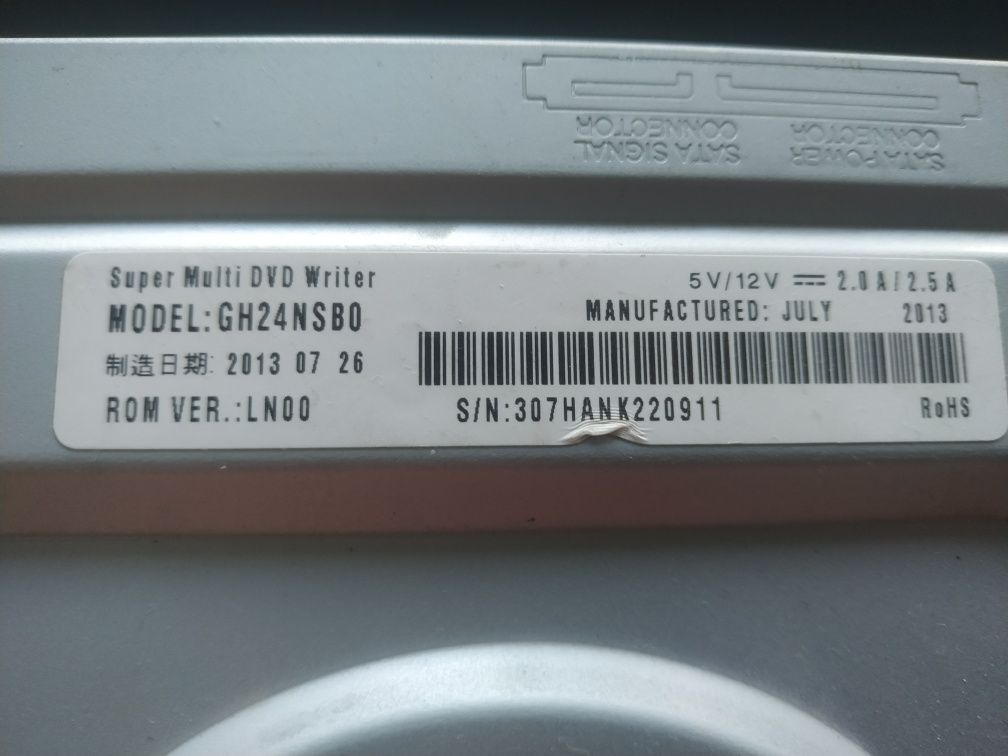 SATA SIGNAL CONNECTOR
SATA POWER CONNECTOR
Super Multi DVD Writer
5V/12V ⎓ 2.0A/2.5A
MODEL:GH24NSB0
MANUFACTURED: JULY 2013
制造日期: 2013 07 26
ROM VER.:LN00
S/N:307HANK220911
RoHS